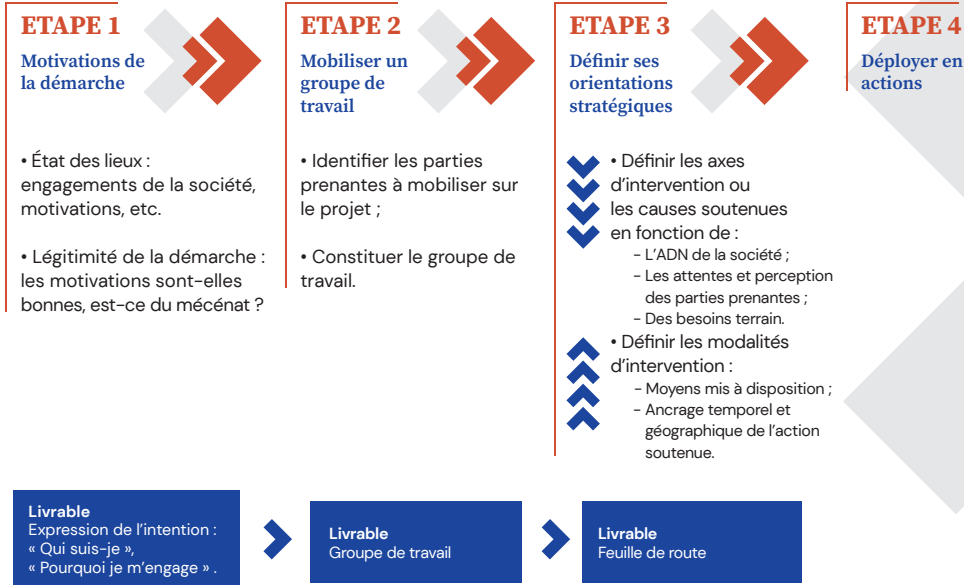 ETAPE 1
Motivations de
la démarche
• État des lieux :
engagements de la société,
motivations, etc.
• Légitimité de la démarche :
les motivations sont-elles
bonnes, est-ce du mécénat ?
ETAPE 2
Mobiliser un
groupe de
travail
• Identifier les parties
prenantes à mobiliser sur
le projet ;
• Constituer le groupe de
travail.
ETAPE 3
Définir ses
orientations
stratégiques
• Définir les axes
d’intervention ou
les causes soutenues
en fonction de :
- L’ADN de la société ;
- Les attentes et perception
des parties prenantes ;
- Des besoins terrain.
• Définir les modalités
d’intervention :
- Moyens mis à disposition ;
- Ancrage temporel et
géographique de l’action
soutenue.
ETAPE 4
Déployer en
actions
Livrable
Expression de l’intention :
« Qui suis-je »,
« Pourquoi je m’engage » .
Livrable
Groupe de travail
Livrable
Feuille de route